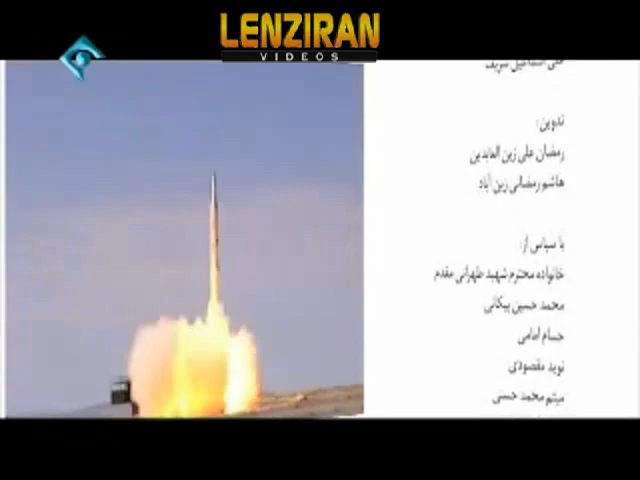 LENZIRAN
VIDEOS
تدوین:
رمضان علی زین العابدین
هاشم رمضانی زین آباد
با سپاس از:
خانواده محترم شهید طهرانی مقدم
محمد حسین پیکانی
حسام امامی
نوید مقصودی
میثم محمد حسنی